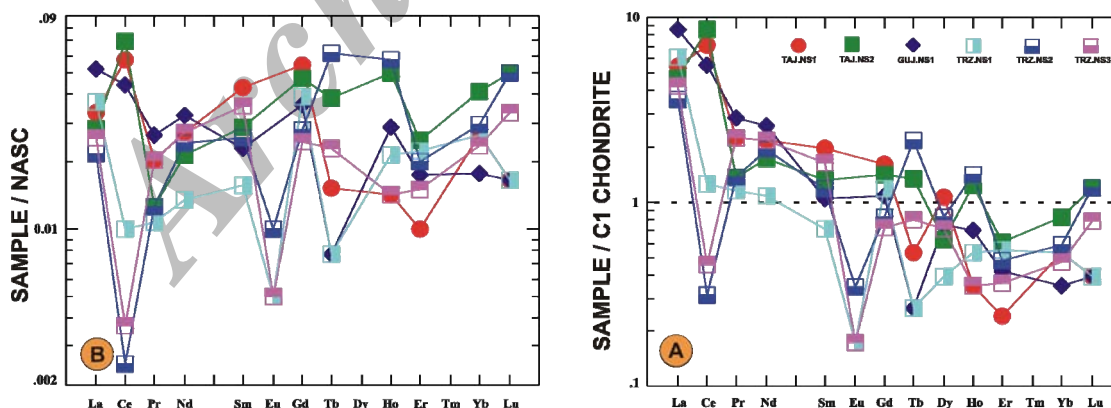 .09
0.01
.002
SAMPLE / NASC
B
La Ce Pr Nd Sm Eu Gd Tb Dy Ho Er Tm Yb Lu
10
1
.1
SAMPLE / C1 CHONDRITE
TAJ.NS1 TAJ.NS2 GUJ.NS1 TRZ.NS1 TRZ.NS2 TRZ.NS3
A
La Ce Pr Nd Sm Eu Gd Tb Dy Ho Er Tm Yb Lu